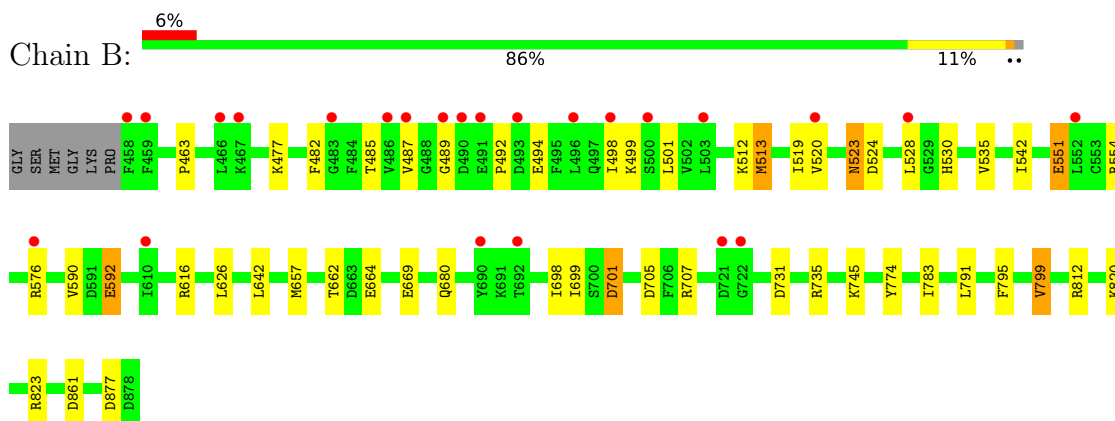 6%
Chain B:
86% 11% ••
GLY SER MET GLY LYS PRO F458 F459 P463 L466 K467 K477 F482 G483 F484 T485 V486 V487 G488 G489 D490 E491 P492 D493 E494 F495 L496 Q497 I498 K499 S500 L501 V502 L503 K512 M513 I519 V520 N523 D524 L528 G529 H530 V535 I542 E551 L552 C553
R576 V590 D591 E592 I610 R616 L626 L642 M657 T662 D663 E664 E669 Q680 Y690 K691 T692 I698 I699 S700 D701 D705 F706 R707 D721 G722 D731 R735 K745 Y774 I783 L791 F795 V799 R812
R823 D861 D877 D878